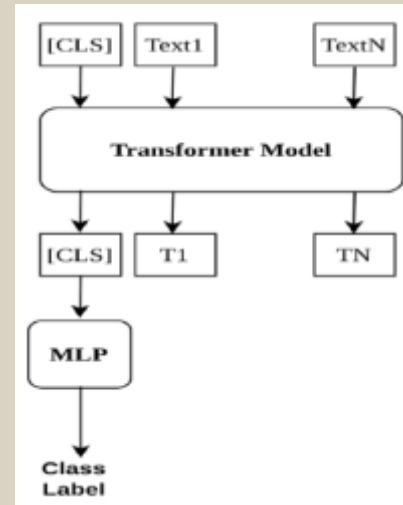 [CLS] Text1 TextN
Transformer Model
[CLS] T1 TN
MLP
Class
Label